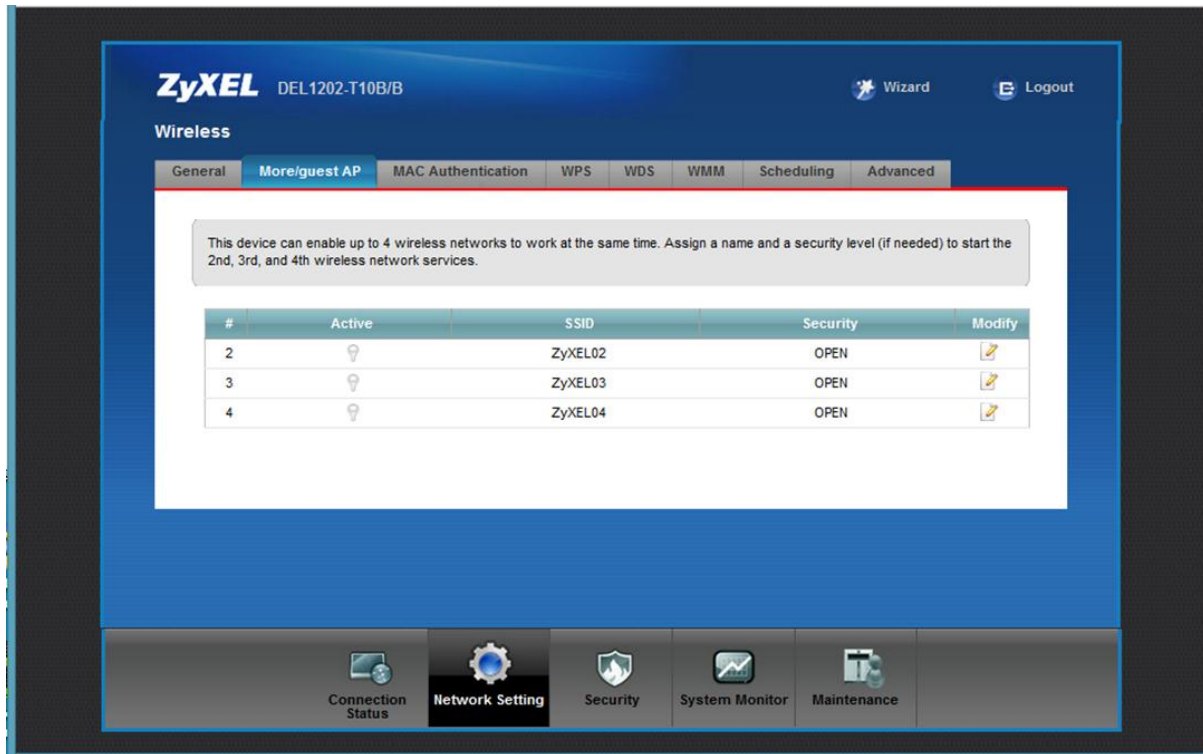 ZyXEL DEL1202-T10B/B
Wizard
Logout
Wireless
General More/guest AP MAC Authentication WPS WDS WMM Scheduling Advanced
This device can enable up to 4 wireless networks to work at the same time. Assign a name and a security level (if needed) to start the
2nd, 3rd, and 4th wireless network services.
# Active SSID Security Modify
2 ZyXEL02 OPEN
3 ZyXEL03 OPEN
4 ZyXEL04 OPEN
Connection
Status
Network Setting
Security
System Monitor
Maintenance